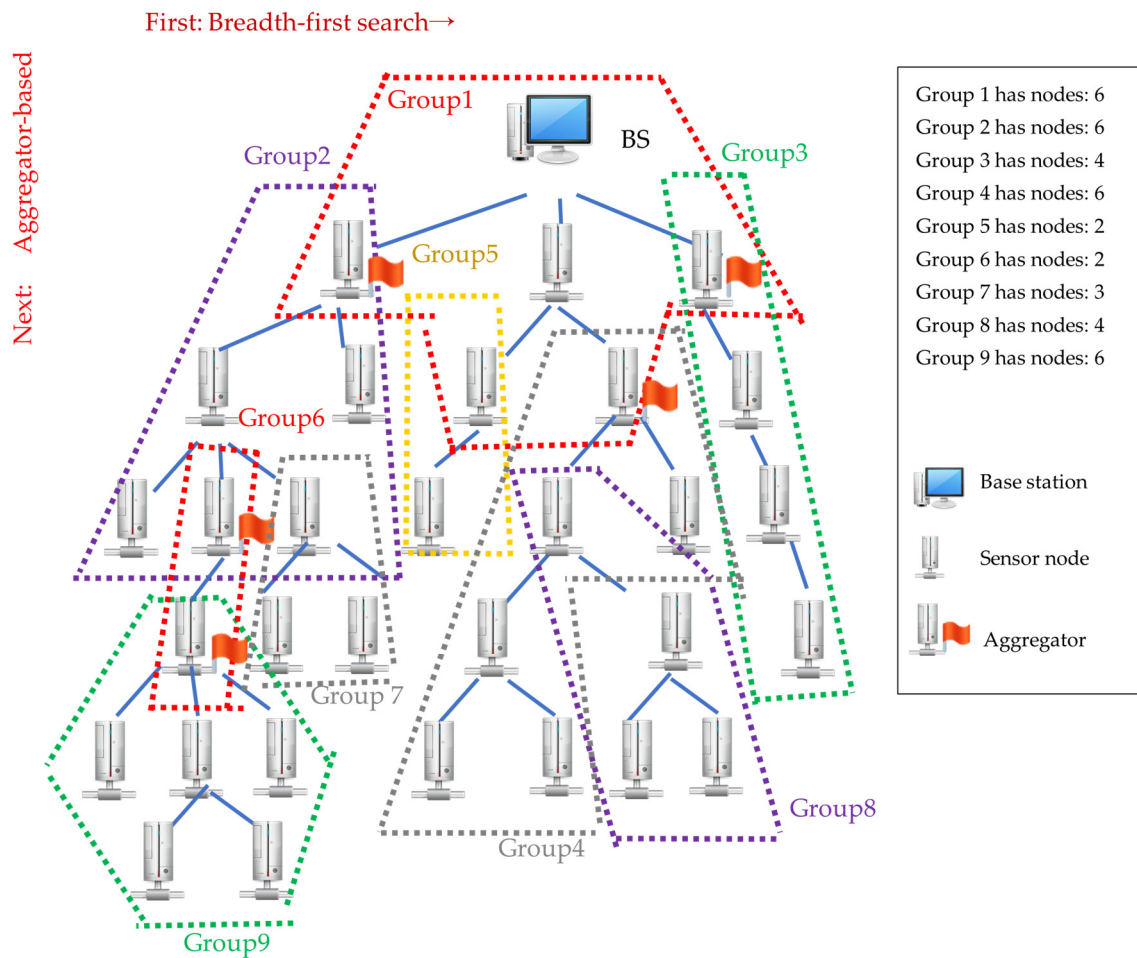 First: Breadth-first search→
Next: Aggregator-based
Group1
BS
Group2
Group3
Group5
Group6
Group 7
Group8
Group4
Group9
Group 1 has nodes: 6
Group 2 has nodes: 6
Group 3 has nodes: 4
Group 4 has nodes: 6
Group 5 has nodes: 2
Group 6 has nodes: 2
Group 7 has nodes: 3
Group 8 has nodes: 4
Group 9 has nodes: 6
Base station
Sensor node
Aggregator